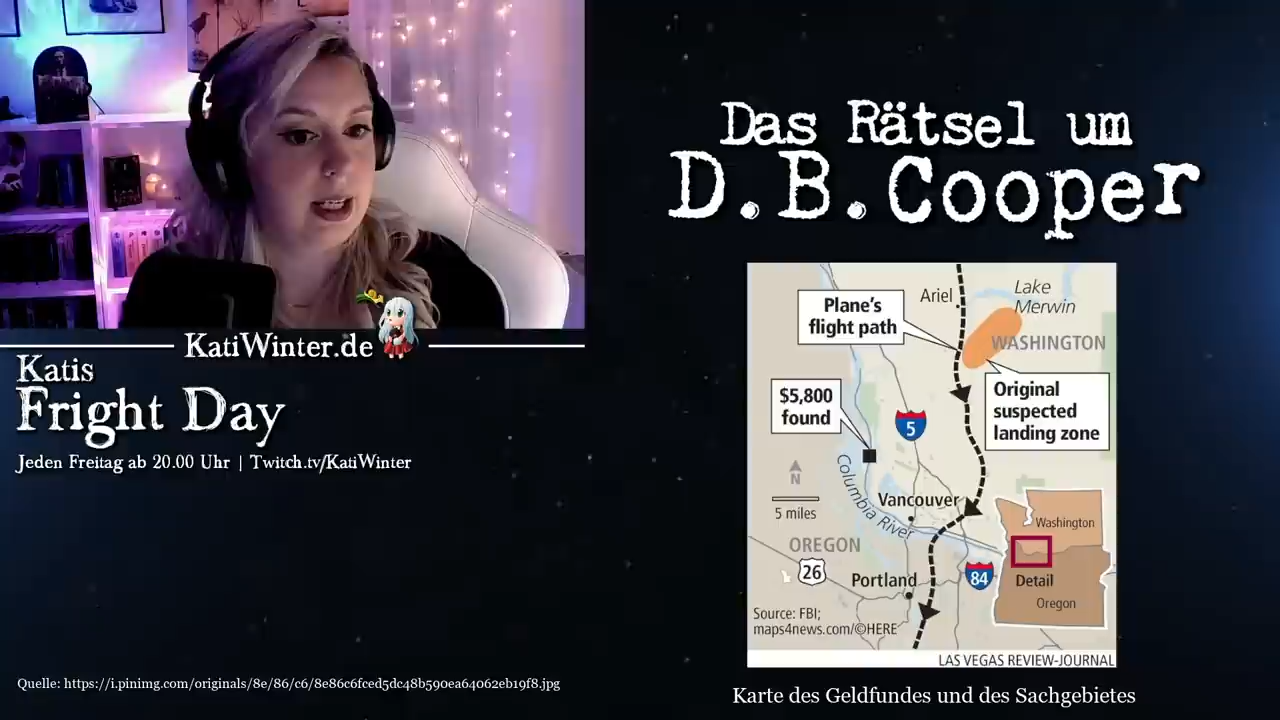 KatiWinter.de
Katis
Fright Day
Jeden Freitag ab 20.00 Uhr | Twitch.tv/KatiWinter
Quelle: https://i.pinimg.com/originals/8e/86/c6/8e86c6fced5dc48b590ea64062eb19f8.jpg
Das Rätsel um
D.B.Cooper
Ariel
Lake
Merwin
Plane's
flight path
WASHINGTON
$5,800
found
Original
suspected
landing zone
5
Columbia River
N
5 miles
Vancouver
Washington
OREGON
26
Portland
84
Detail
Oregon
Source: FBI;
maps4news.com/©HERE
LAS VEGAS REVIEW-JOURNAL
Karte des Geldfundes und des Sachgebietes